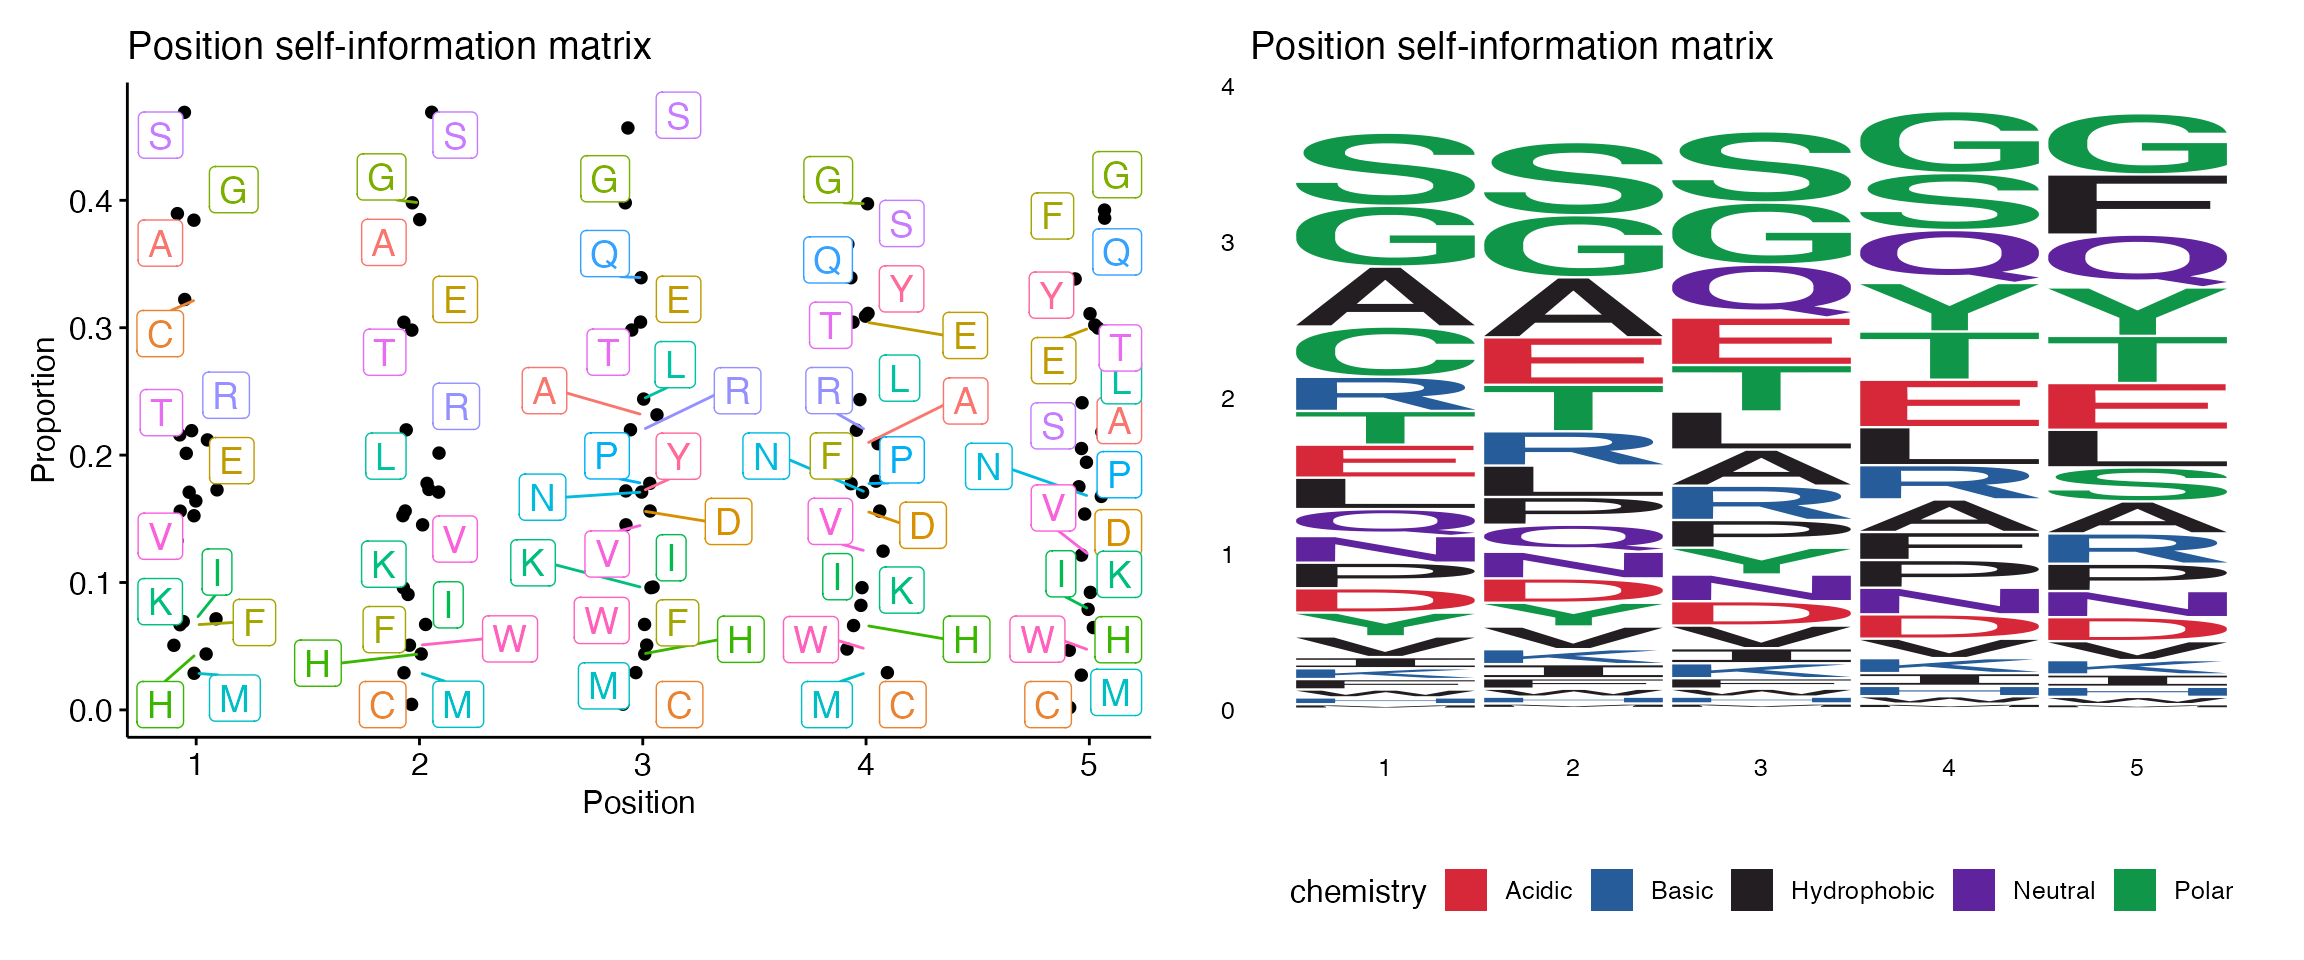 Position self-information matrix
Proportion
0.4
0.3
0.2
0.1
0.0
S G A C T R E V I K F H M
S G A E T R L V K I F W H C M
S G Q E T L A R P Y N D V I K W F H M C
G S Q Y T E L R A N F P V D I K W H M C
G F Q Y T E L A S N P V D I K W H M C
1 2 3 4 5
Position
Position self-information matrix
4
3
2
1
0
S G A C R T E L Q N P D Y V I K F W H M
S G A E T R L P Q N D Y V K I F W H M
S G Q E T L A R P Y N D V I K F W H M
G S Q Y T E L R A F P N D V K I H W
G F Q Y T E L S A R P N D V K I H W
1 2 3 4 5
chemistry Acidic Basic Hydrophobic Neutral Polar